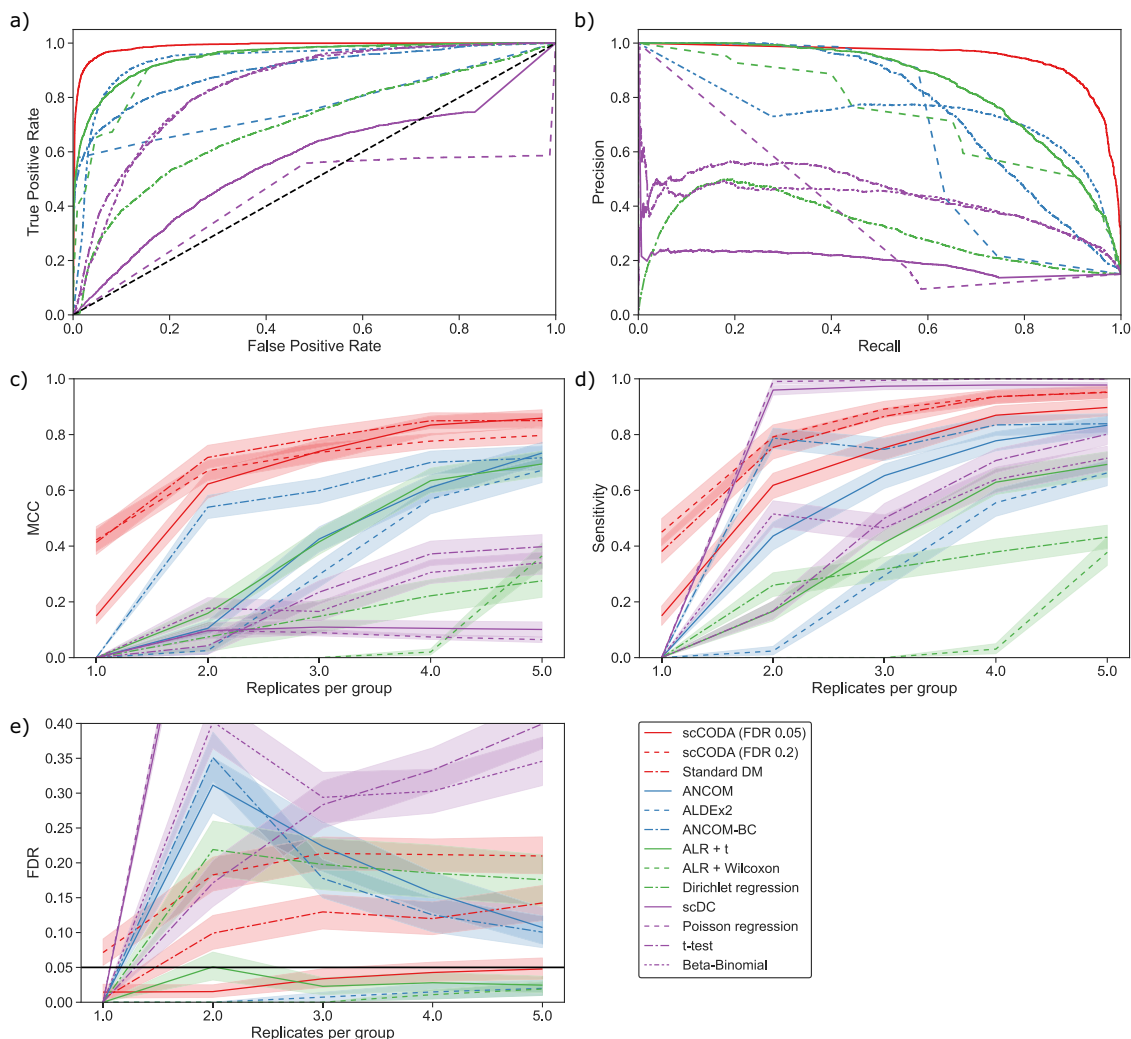 a)
1.0
0.8
0.6
0.4
0.2
0.0
True Positive Rate
0.0 0.2 0.4 0.6 0.8 1.0
False Positive Rate
b)
1.0
0.8
0.6
0.4
0.2
0.0
Precision
0.0 0.2 0.4 0.6 0.8 1.0
Recall
c)
1.0
0.8
0.6
0.4
0.2
0.0
MCC
1.0 2.0 3.0 4.0 5.0
Replicates per group
d)
1.0
0.8
0.6
0.4
0.2
0.0
Sensitivity
1.0 2.0 3.0 4.0 5.0
Replicates per group
e)
0.40
0.35
0.30
0.25
0.20
0.15
0.10
0.05
0.00
FDR
1.0 2.0 3.0 4.0 5.0
Replicates per group
scCODA (FDR 0.05)
scCODA (FDR 0.2)
Standard DM
ANCOM
ALDEx2
ANCOM-BC
ALR + t
ALR + Wilcoxon
Dirichlet regression
scDC
Poisson regression
t-test
Beta-Binomial